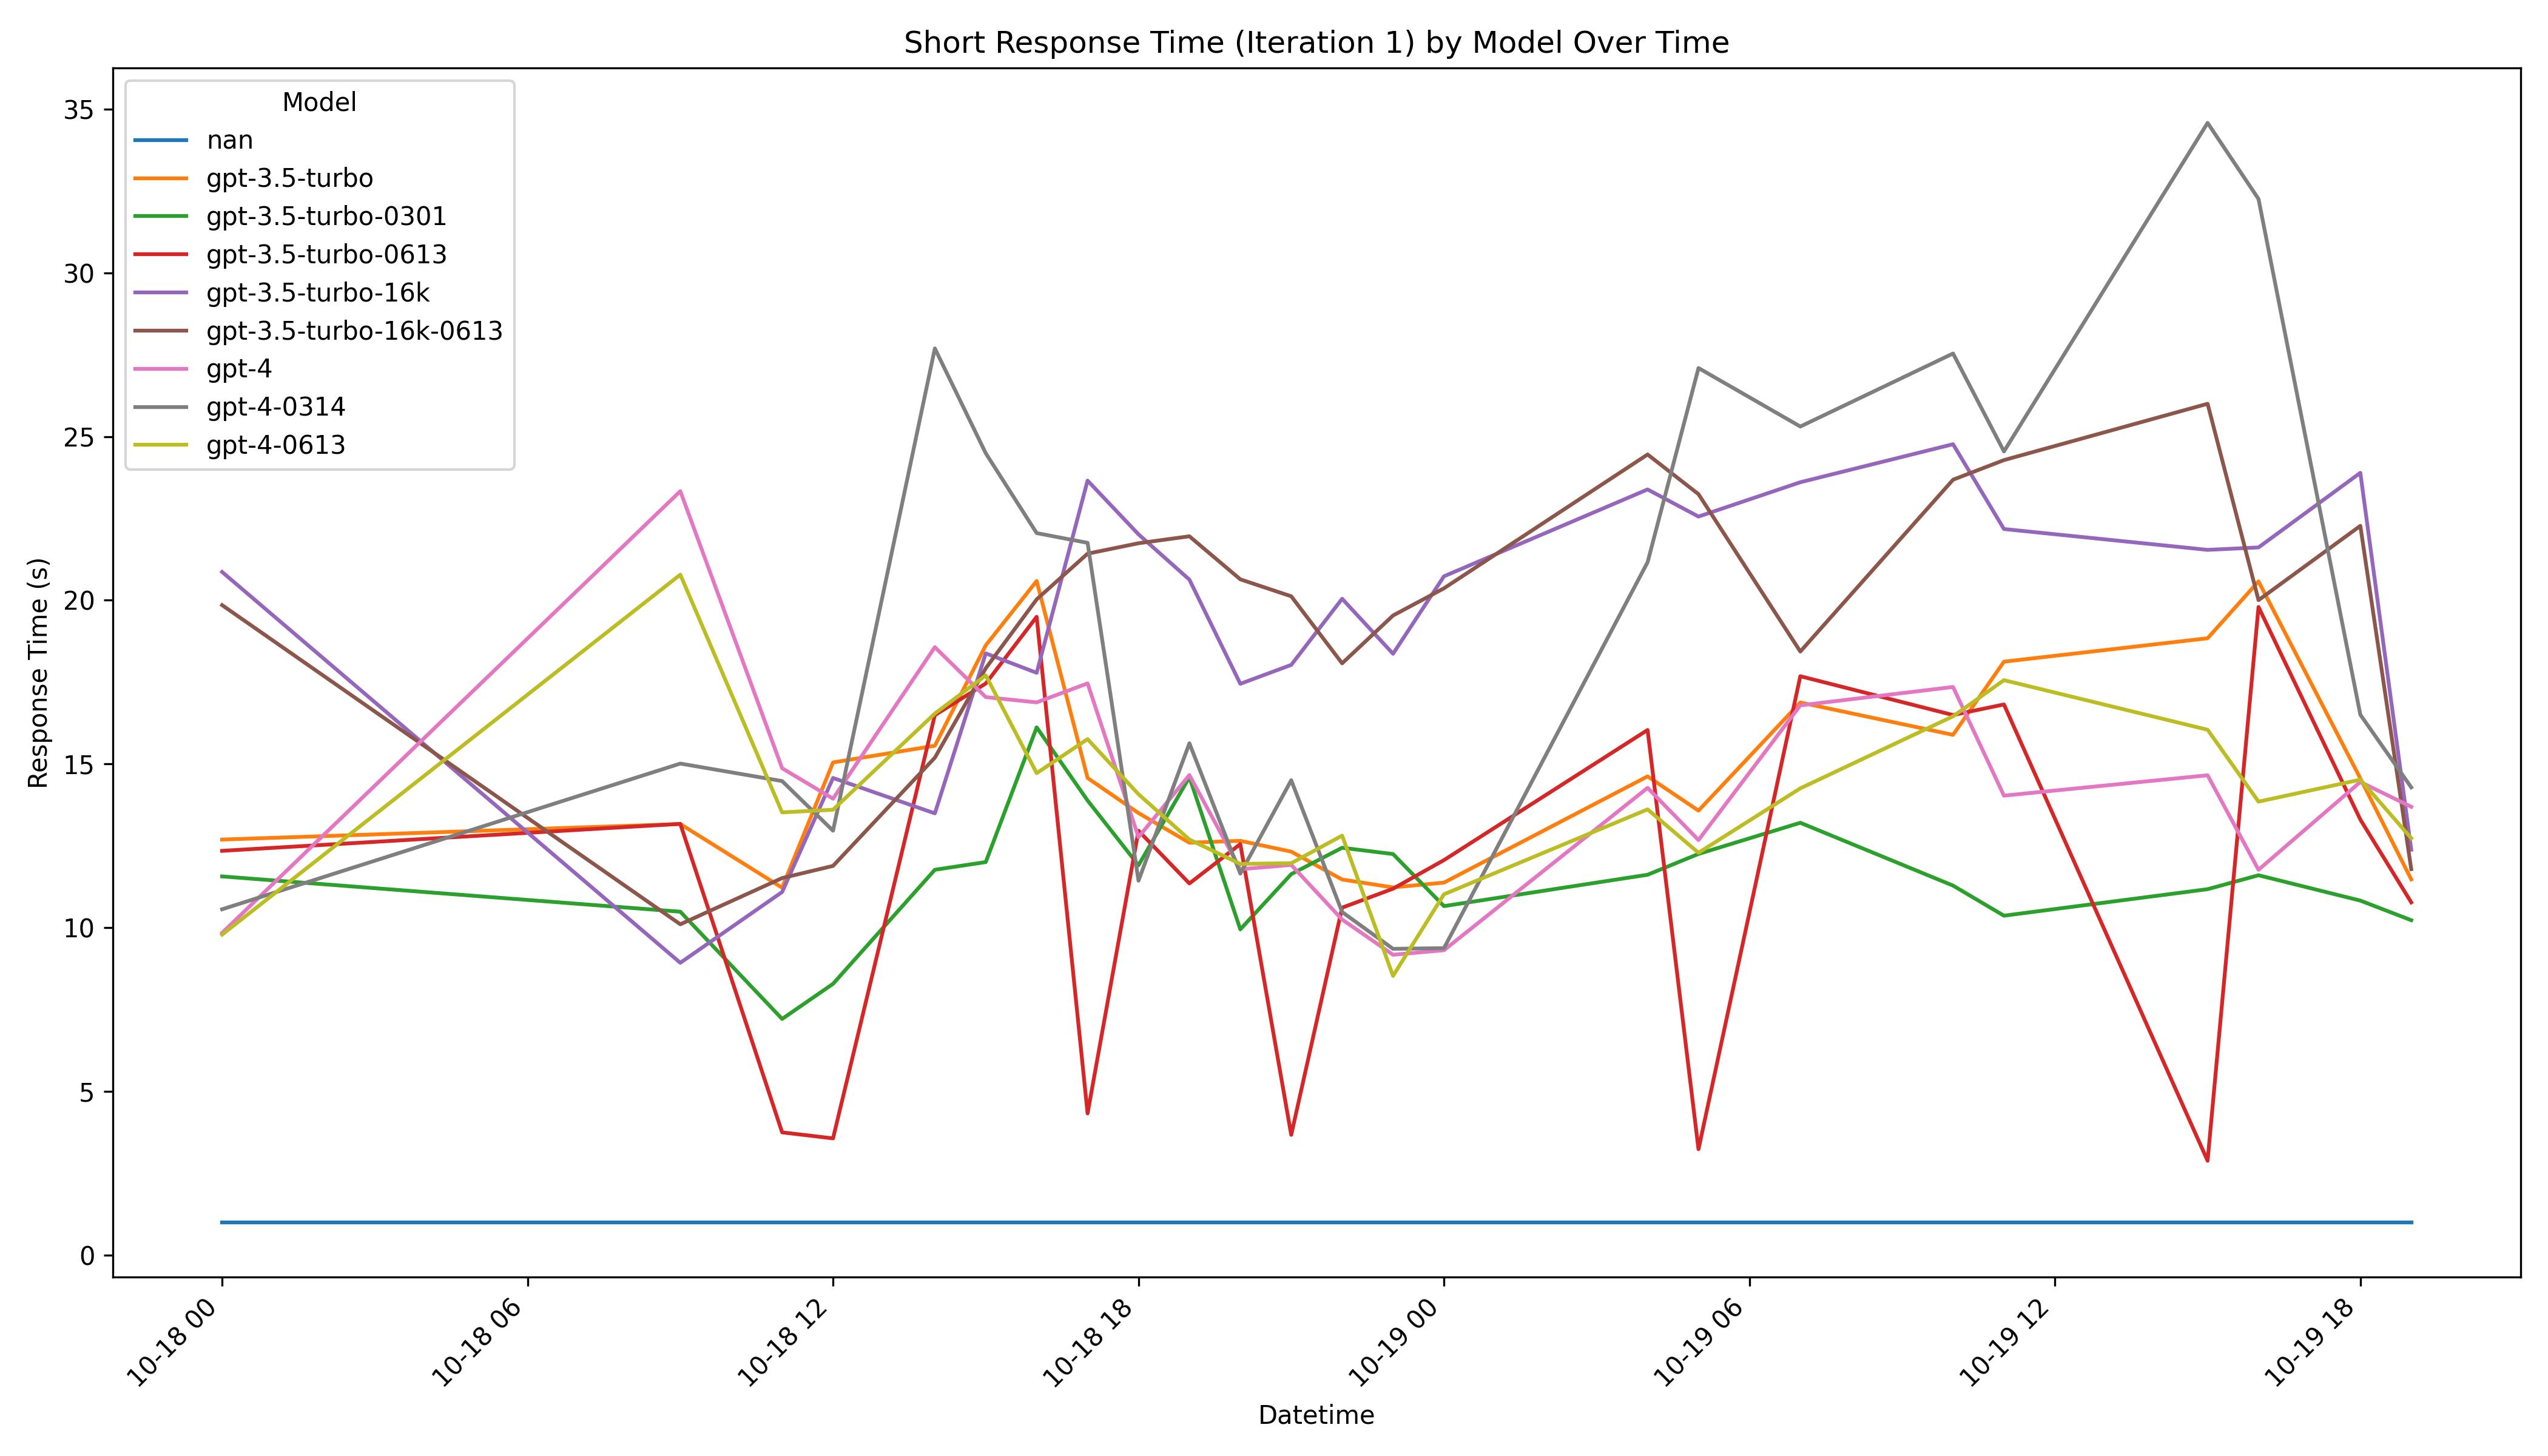 Short Response Time (Iteration 1) by Model Over Time
Model
nan
gpt-3.5-turbo
gpt-3.5-turbo-0301
gpt-3.5-turbo-0613
gpt-3.5-turbo-16k
gpt-3.5-turbo-16k-0613
gpt-4
gpt-4-0314
gpt-4-0613
Response Time (s)
35
30
25
20
15
10
5
0
10-18 00
10-18 06
10-18 12
10-18 18
10-19 00
10-19 06
10-19 12
10-19 18
Datetime